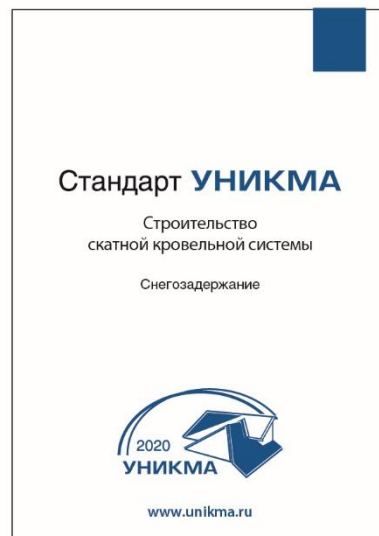 Стандарт УНИКМА
Строительство
скатной кровельной системы
Снегозадержание
2020
УНИКМА
www.unikma.ru